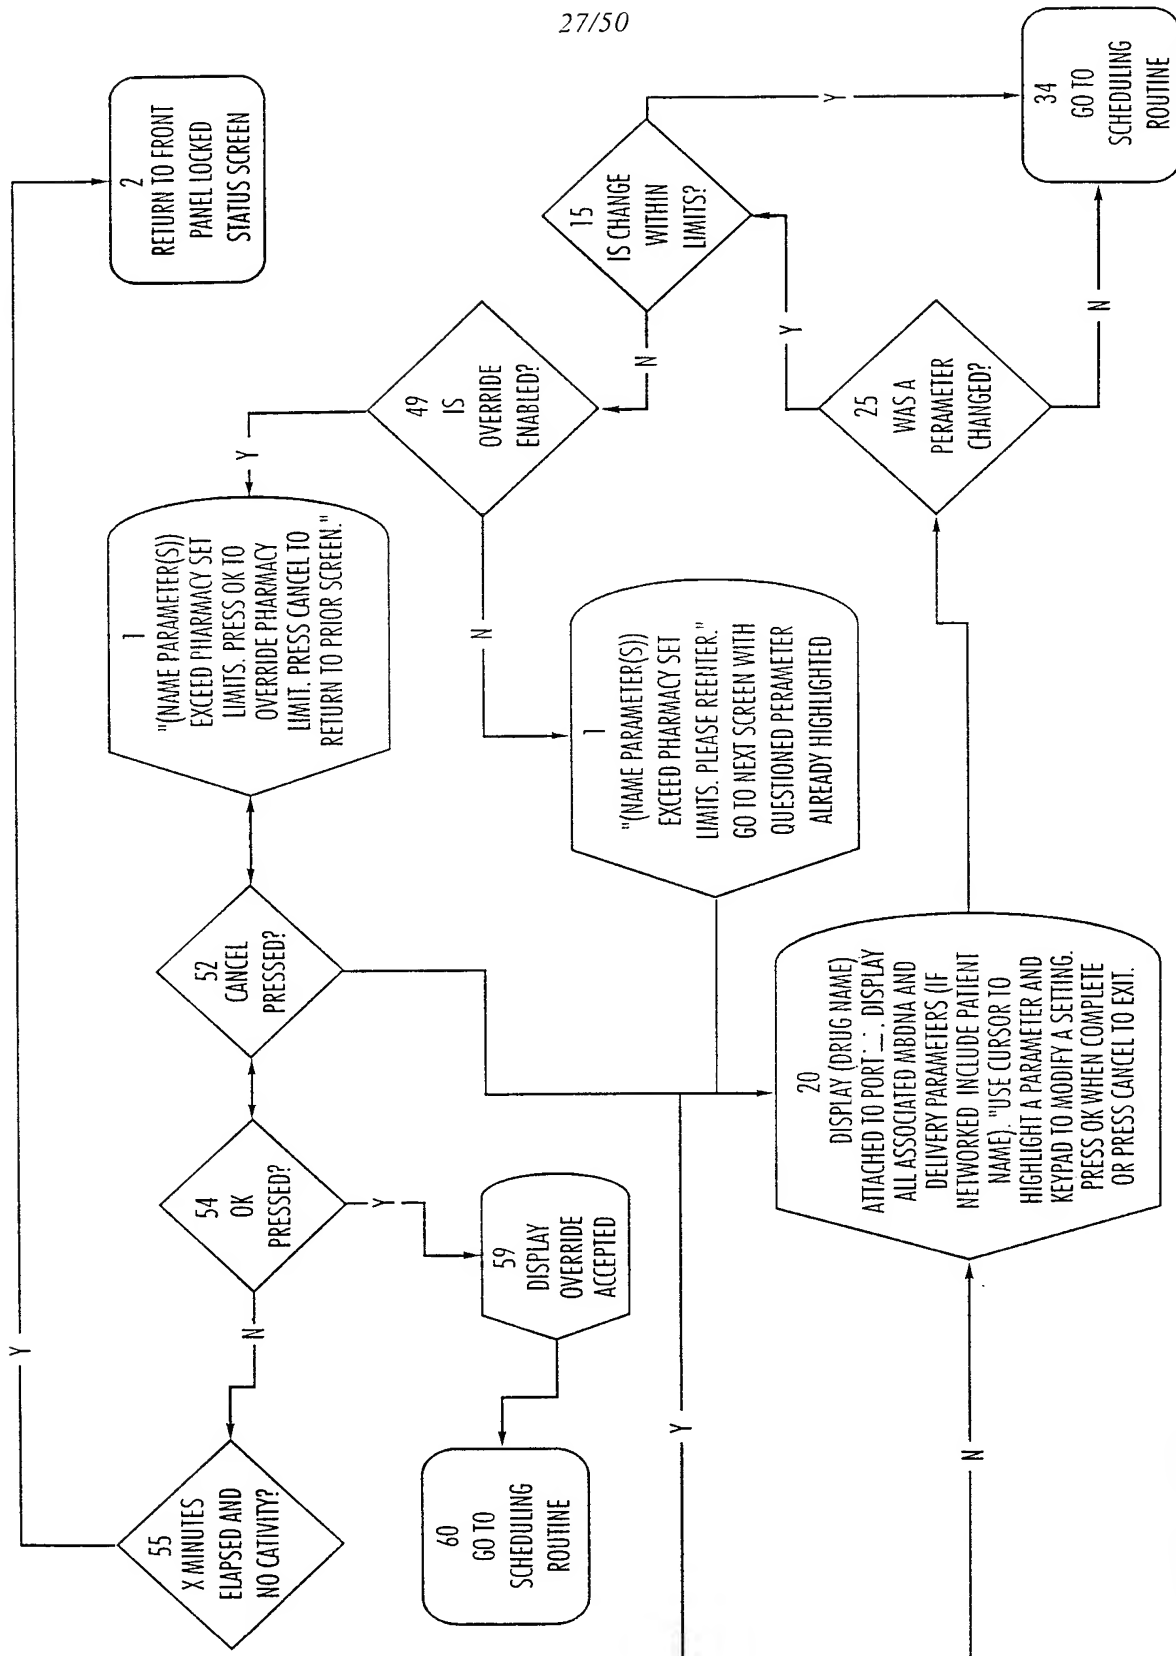 27/50
Y
2
RETURN TO FRONT
PANEL LOCKED
STATUS SCREEN
55
X MINUTES
ELAPSED AND
NO CATIVITY?
N
54
OK
PRESSED?
Y
52
CANCEL
PRESSED?
1
"(NAME PARAMETER(S))
EXCEED PHARMACY SET
LIMITS. PRESS OK TO
OVERRIDE PHARMACY
LIMIT. PRESS CANCEL TO
RETURN TO PRIOR SCREEN."
Y
49
IS
OVERRIDE
ENABLED?
N
N
15
IS CHANGE
WITHIN
LIMITS?
Y
60
GO TO
SCHEDULING
ROUTINE
59
DISPLAY
OVERRIDE
ACCEPTED
1
"(NAME PARAMETER(S))
EXCEED PHARMACY SET
LIMITS. PLEASE REENTER."
GO TO NEXT SCREEN WITH
QUESTIONED PERAMETER
ALREADY HIGHLIGHTED
Y
Y
N
20
DISPLAY (DRUG NAME)
ATTACHED TO PORT __. DISPLAY
ALL ASSOCIATED MBDNA AND
DELIVERY PARAMETERS (IF
NETWORKED INCLUDE PATIENT
NAME). "USE CURSOR TO
HIGHLIGHT A PARAMETER AND
KEYPAD TO MODIFY A SETTING.
PRESS OK WHEN COMPLETE
OR PRESS CANCEL TO EXIT.
25
WAS A
PERAMETER
CHANGED?
N
34
GO TO
SCHEDULING
ROUTINE